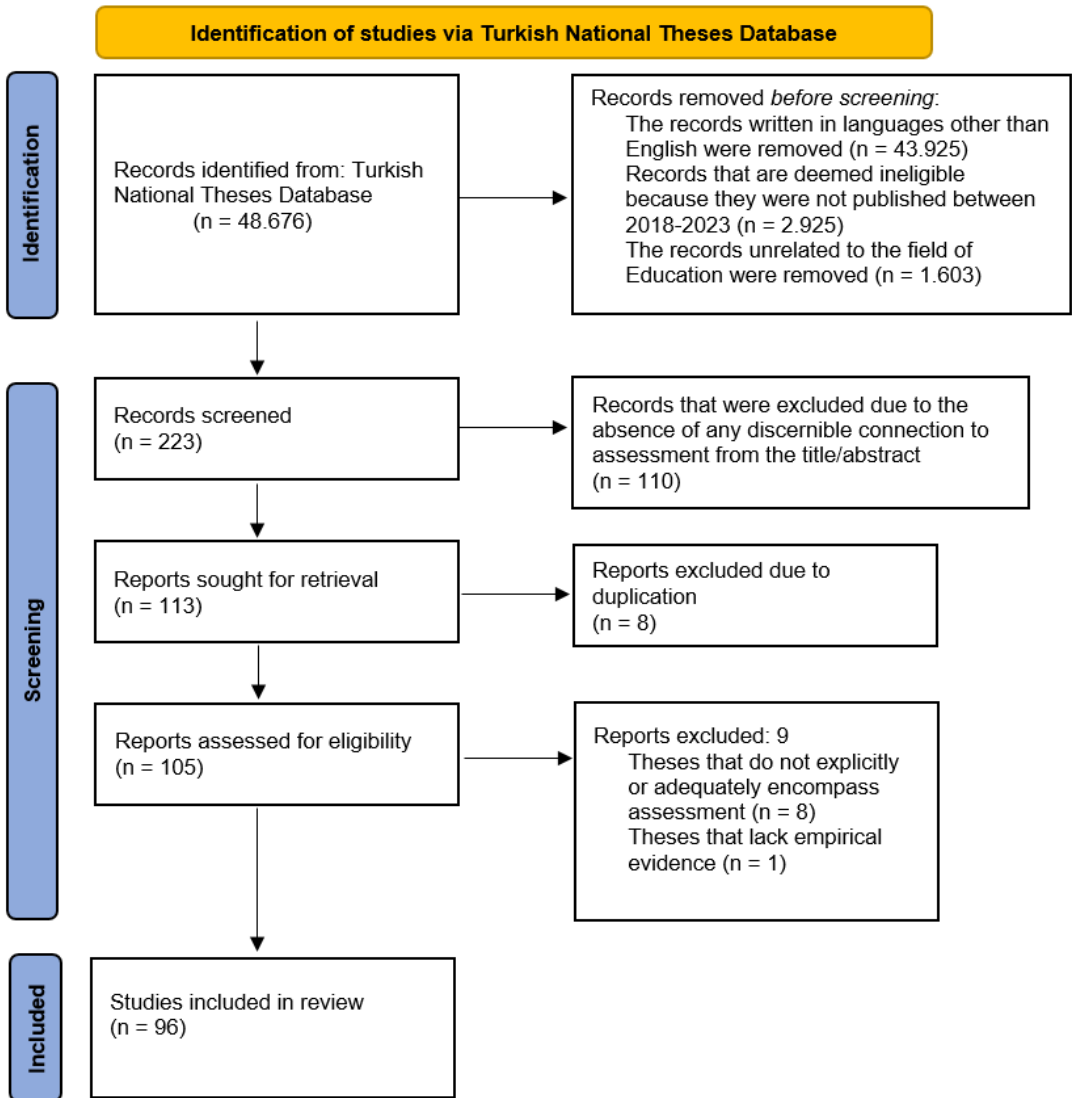 Identification of studies via Turkish National Theses Database
Identification
Records identified from: Turkish
National Theses Database
(n = 48.676)
Records removed before screening:
The records written in languages other than
English were removed (n = 43.925)
Records that are deemed ineligible
because they were not published between
2018-2023 (n = 2.925)
The records unrelated to the field of
Education were removed (n = 1.603)
Screening
Records screened
(n = 223)
Records that were excluded due to the
absence of any discernible connection to
assessment from the title/abstract
(n = 110)
Reports sought for retrieval
(n = 113)
Reports excluded due to
duplication
(n = 8)
Reports assessed for eligibility
(n = 105)
Reports excluded: 9
Theses that do not explicitly
or adequately encompass
assessment (n = 8)
Theses that lack empirical
evidence (n = 1)
Included
Studies included in review
(n = 96)